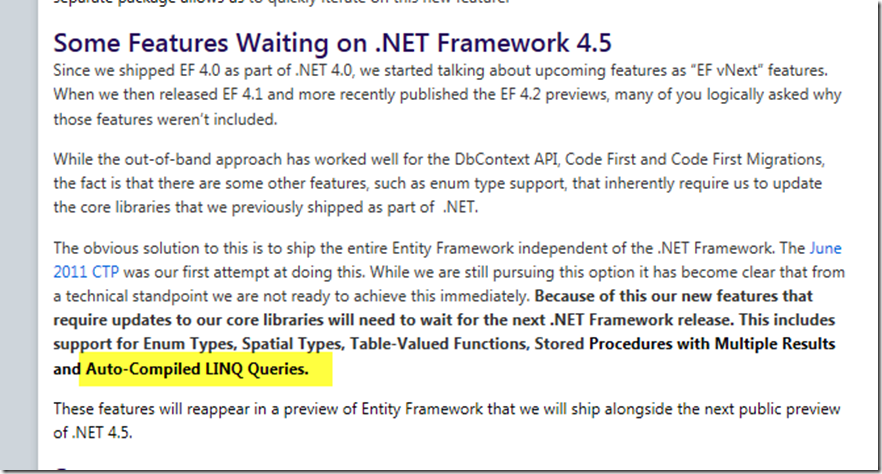 separate package allows us to quickly iterate on this new feature.
Some Features Waiting on .NET Framework 4.5
Since we shipped EF 4.0 as part of .NET 4.0, we started talking about upcoming features as “EF vNext” features.
When we then released EF 4.1 and more recently published the EF 4.2 previews, many of you logically asked why
those features weren’t included.
While the out-of-band approach has worked well for the DbContext API, Code First and Code First Migrations,
the fact is that there are some other features, such as enum type support, that inherently require us to update
the core libraries that we previously shipped as part of  .NET.
The obvious solution to this is to ship the entire Entity Framework independent of the .NET Framework. The June
2011 CTP was our first attempt at doing this. While we are still pursuing this option it has become clear that from
a technical standpoint we are not ready to achieve this immediately. Because of this our new features that
require updates to our core libraries will need to wait for the next .NET Framework release. This includes
support for Enum Types, Spatial Types, Table-Valued Functions, Stored Procedures with Multiple Results
and Auto-Compiled LINQ Queries.
These features will reappear in a preview of Entity Framework that we will ship alongside the next public preview
of .NET 4.5.